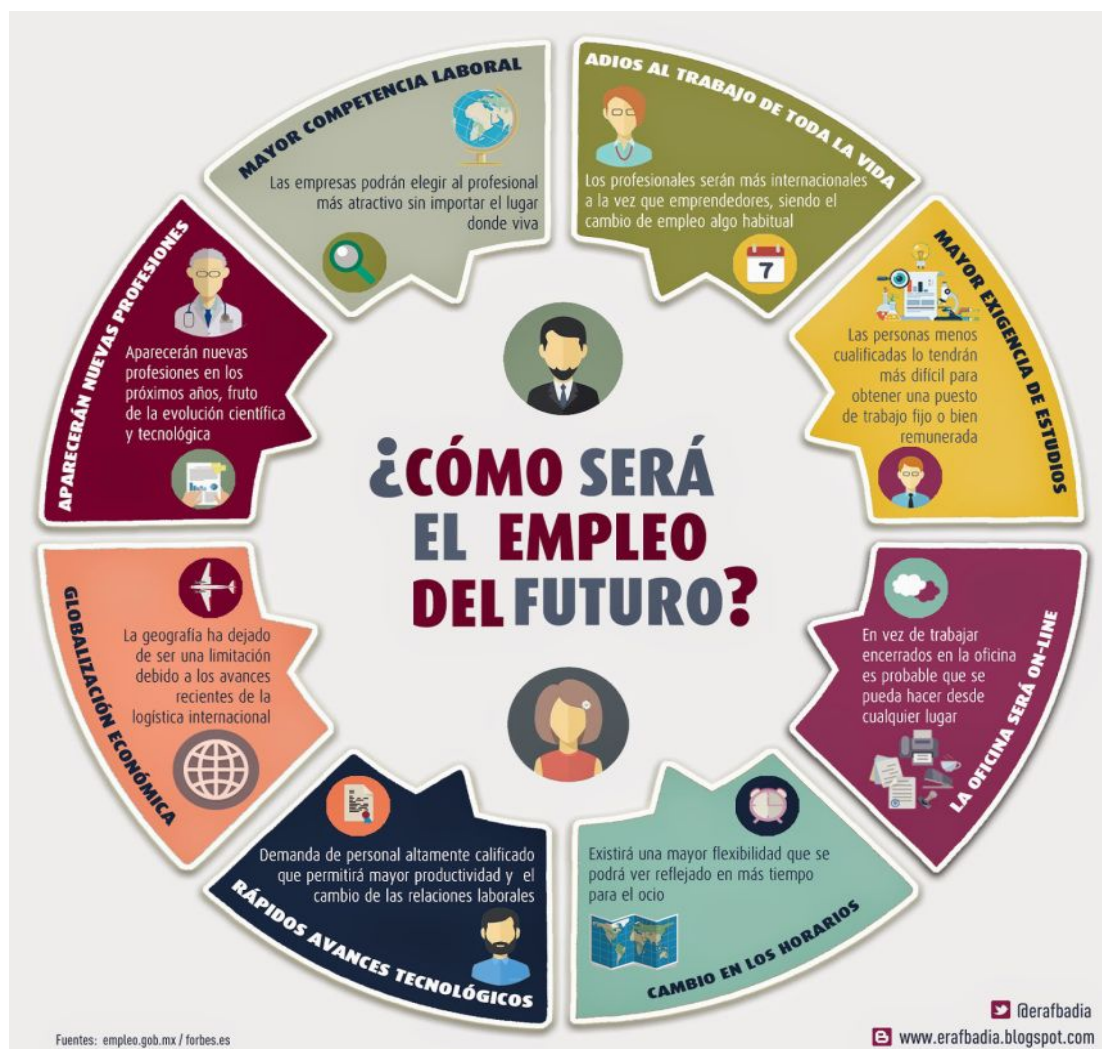 MAYOR COMPETENCIA LABORAL
Las empresas podrán elegir al profesional
más atractivo sin importar el lugar
donde viva
ADIOS AL TRABAJO DE TODA LA VIDA
Los profesionales serán más internacionales
a la vez que emprendedores, siendo el
cambio de empleo algo habitual
7
MAYOR EXIGENCIA DE ESTUDIOS
Las personas menos
cualificadas lo tendrán
más difícil para
obtener una puesto
de trabajo fijo o bien
remunerada
LA OFICINA SERÁ ON-LINE
En vez de trabajar
encerrados en la oficina
es probable que se
pueda hacer desde
cualquier lugar
CAMBIO EN LOS HORARIOS
Existirá una mayor flexibilidad que se
podrá ver reflejado en más tiempo
para el ocio
RÁPIDOS AVANCES TECNOLÓGICOS
Demanda de personal altamente calificado
que permitirá mayor productividad y el
cambio de las relaciones laborales
GLOBALIZACIÓN ECONÓMICA
La geografía ha dejado
de ser una limitación
debido a los avances
recientes de la
logística internacional
APARECERÁN NUEVAS PROFESIONES
Aparecerán nuevas
profesiones en los
próximos años, fruto
de la evolución científica
y tecnológica
¿CÓMO SERÁ
EL EMPLEO
DEL FUTURO?
Fuentes: empleo.gob.mx / forbes.es
@erafbadia
www.erafbadia.blogspot.com